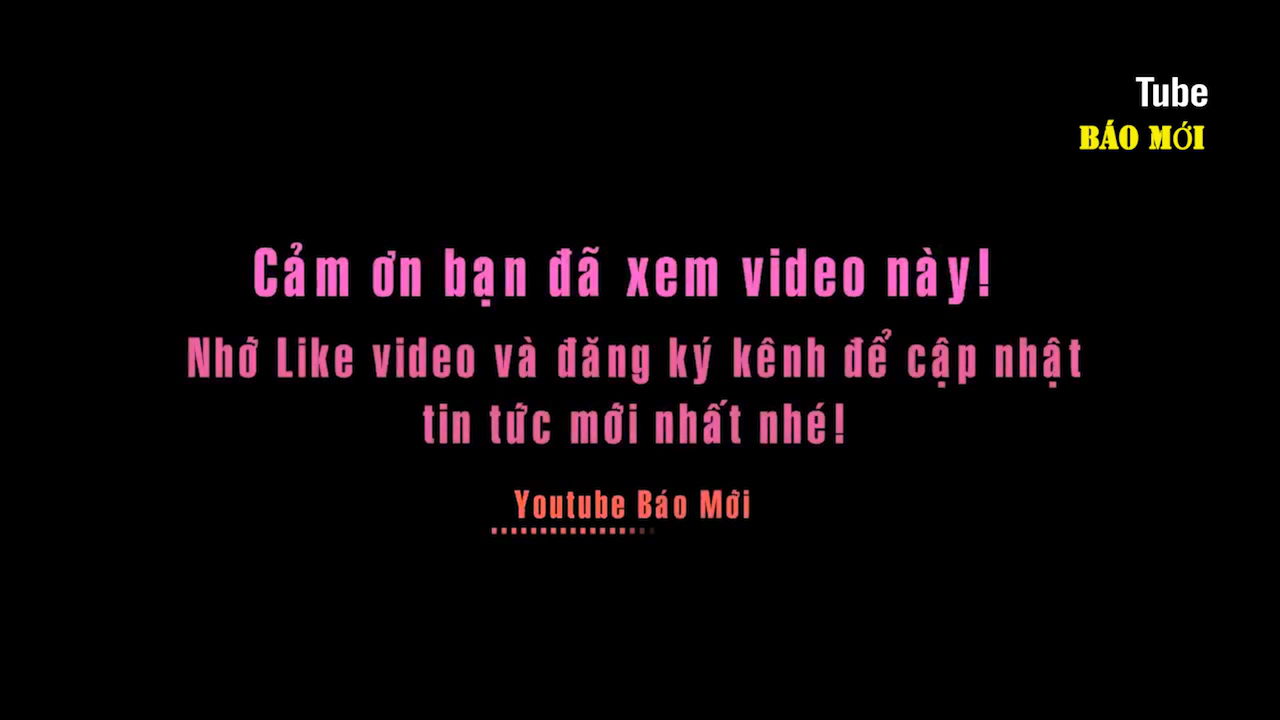 Tube
BÁO MỚI
Cảm ơn bạn đã xem video này!
Nhớ Like video và đăng ký kênh để cập nhật
tin tức mới nhất nhé!
Youtube Báo Mới